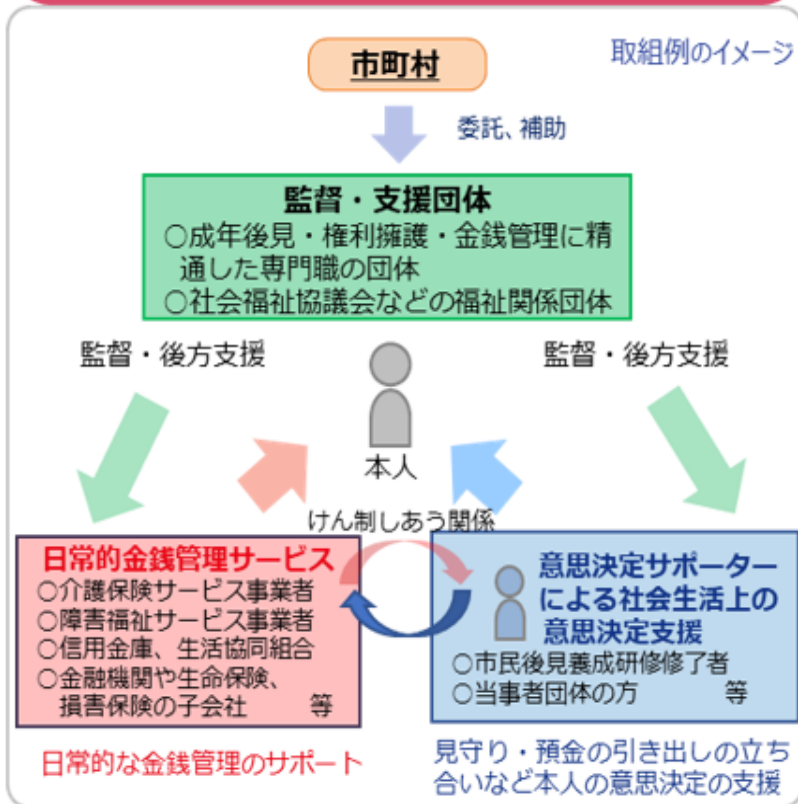 取組例のイメージ
市町村
委託、補助
監督・支援団体
○成年後見・権利擁護・金銭管理に精
通した専門職の団体
○社会福祉協議会などの福祉関係団体
監督・後方支援
監督・後方支援
本人
けん制しあう関係
日常的金銭管理サービス
○介護保険サービス事業者
○障害福祉サービス事業者
○信用金庫、生活協同組合
○金融機関や生命保険、
損害保険の子会社 等
日常的な金銭管理のサポート
意思決定サポーター
による社会生活上の
意思決定支援
○市民後見養成研修修了者
○当事者団体の方 等
見守り・預金の引き出しの立ち
合いなど本人の意思決定の支援